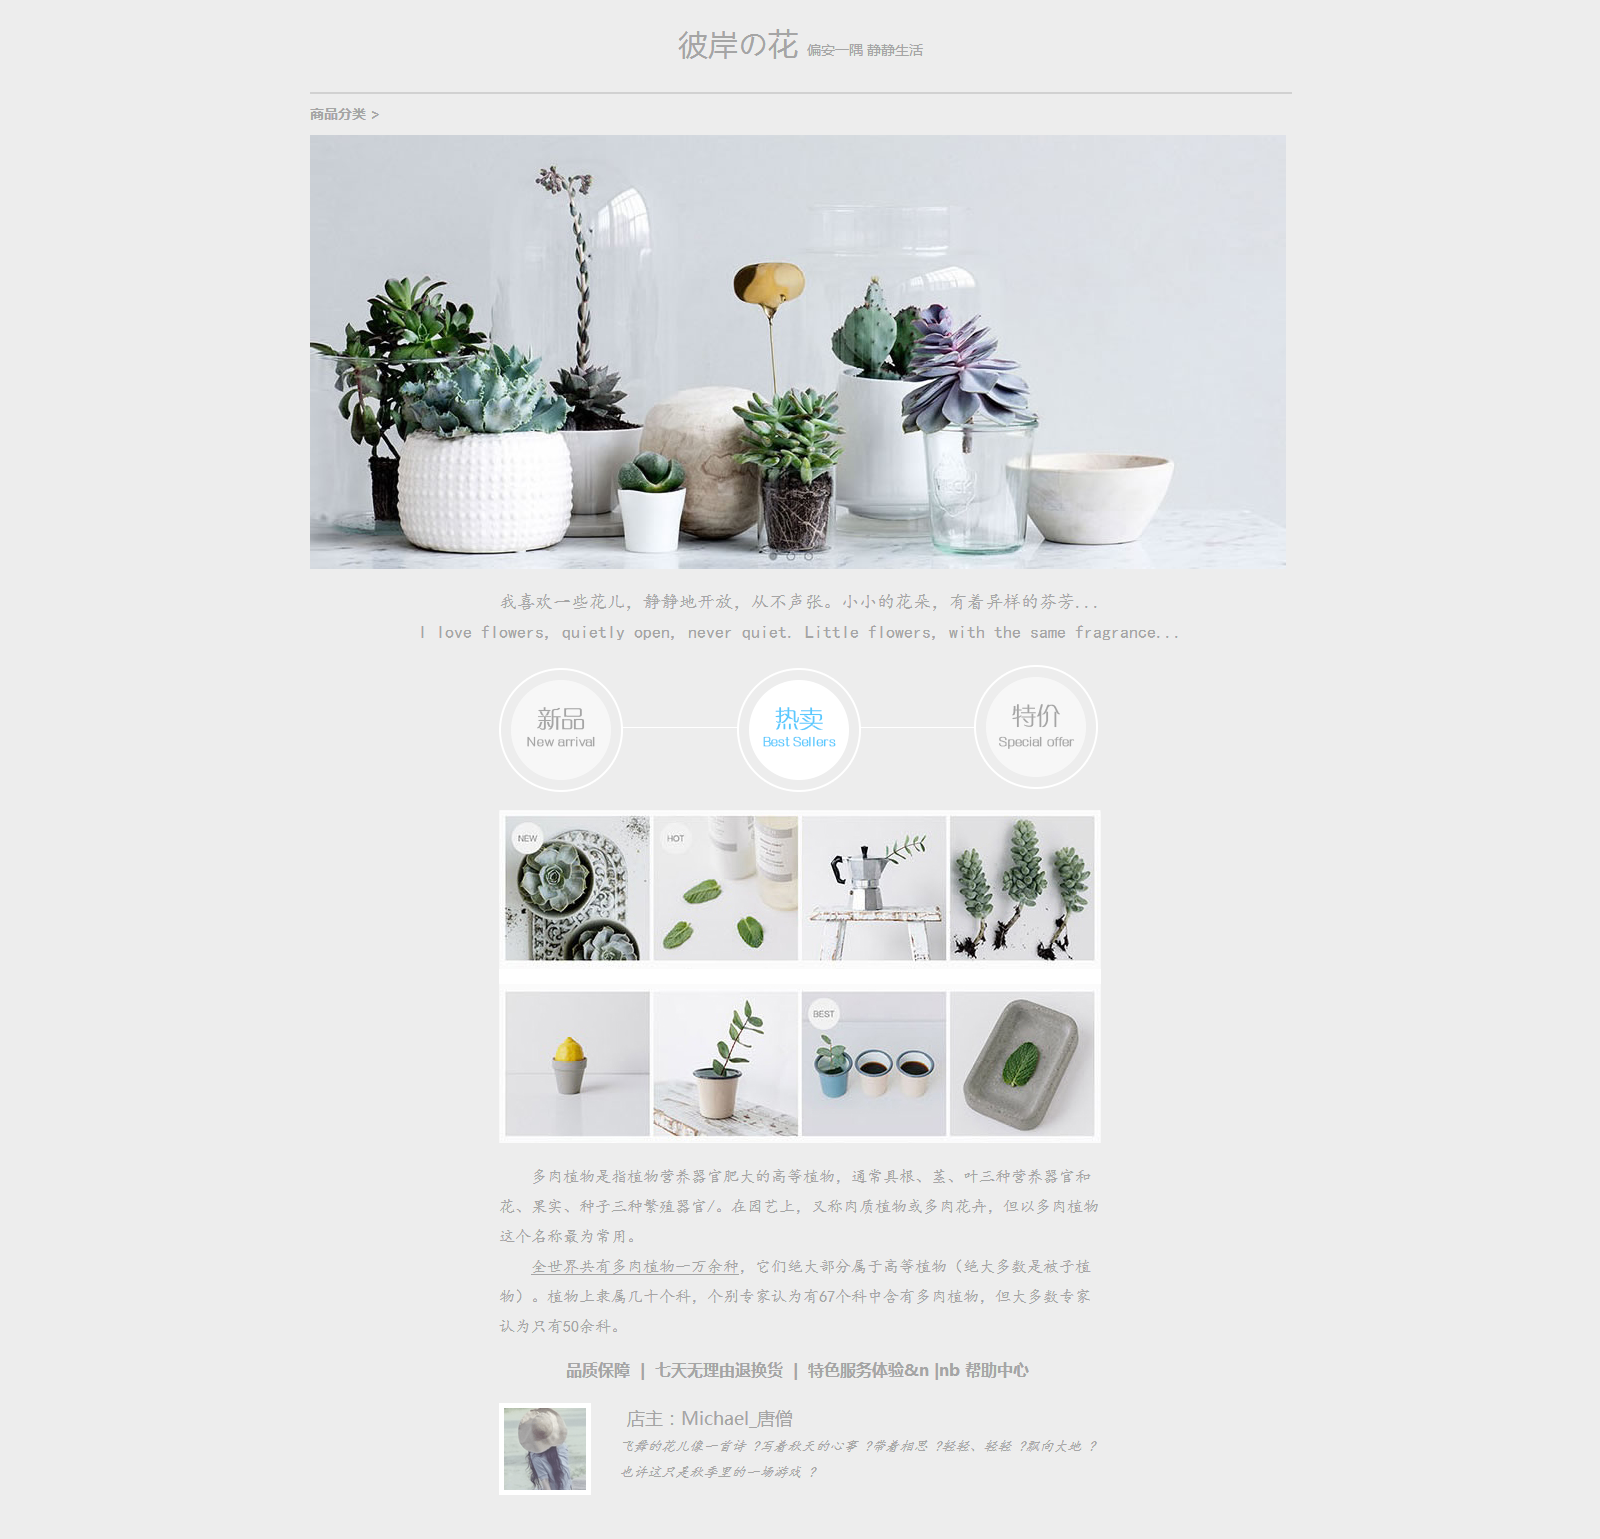 彼岸の花 偏安一隅 静静生活
商品分类 >
我喜欢一些花儿，静静地开放，从不声张。小小的花朵，有着异样的芬芳...
I love flowers, quietly open, never quiet. Little flowers, with the same fragrance...
新品
New arrival
热卖
Best Sellers
特价
Special offer
NEW
HOT
BEST
多肉植物是指植物营养器官肥大的高等植物，通常具根、茎、叶三种营养器官和
花、果实、种子三种繁殖器官/。在园艺上，又称肉质植物或多肉花卉，但以多肉植物
这个名称最为常用。
全世界共有多肉植物一万余种，它们绝大部分属于高等植物（绝大多数是被子植
物）。植物上隶属几十个科，个别专家认为有67个科中含有多肉植物，但大多数专家
认为只有50余科。
品质保障 | 七天无理由退换货 | 特色服务体验&n |nb 帮助中心
店主：Michael_唐僧
飞舞的花儿像一首诗 ?写着秋天的心事 ?带着相思 ?轻轻、轻轻 ?飘向大地 ?
也许这只是秋季里的一场游戏 ?